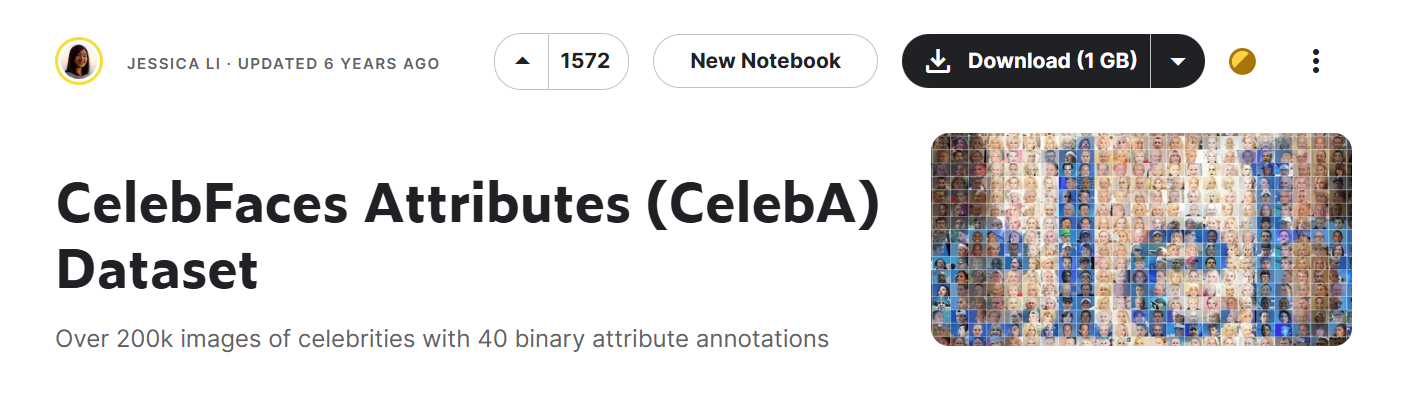 JESSICA LI · UPDATED 6 YEARS AGO
1572
New Notebook
Download (1 GB)
CelebFaces Attributes (CelebA)
Dataset
Over 200k images of celebrities with 40 binary attribute annotations